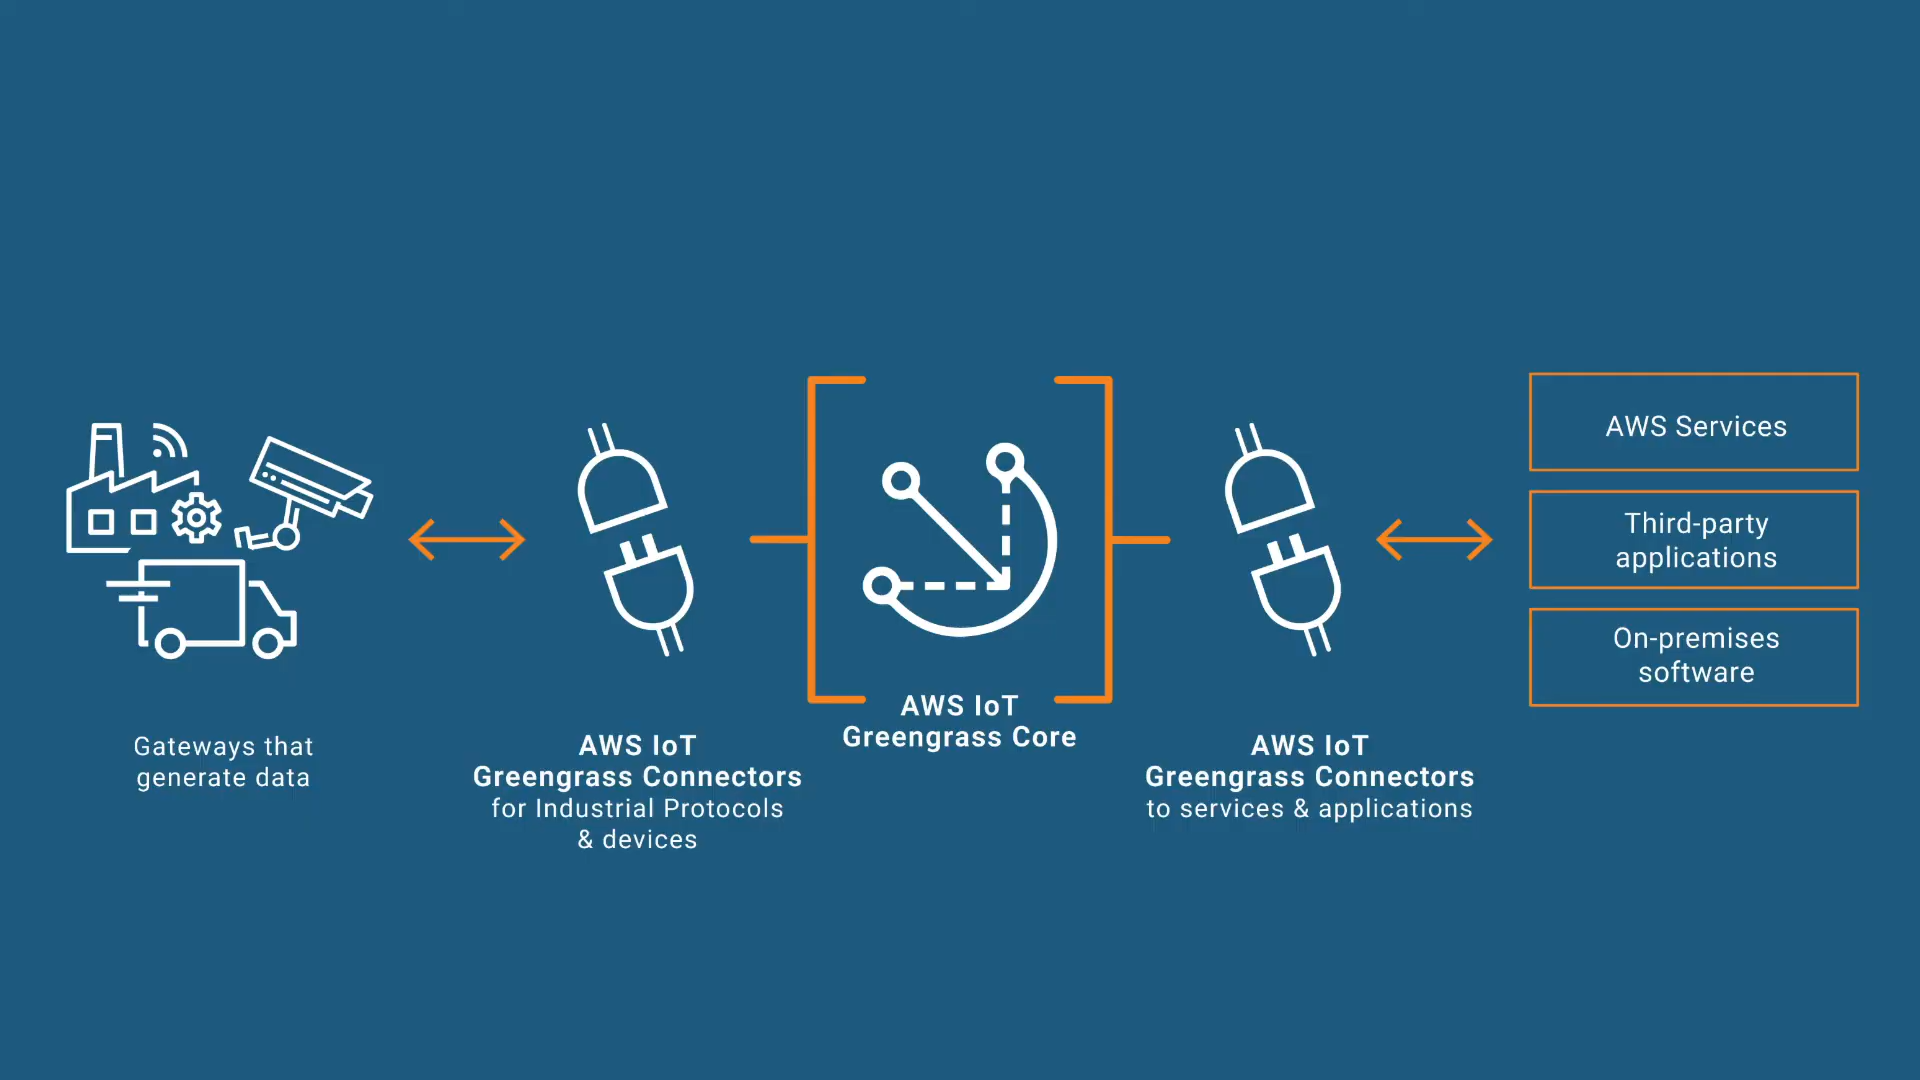 Gateways that
generate data
AWS IoT
Greengrass Connectors
for Industrial Protocols
& devices
AWS IoT
Greengrass Core
AWS IoT
Greengrass Connectors
to services & applications
AWS Services
Third-party
applications
On-premises
software